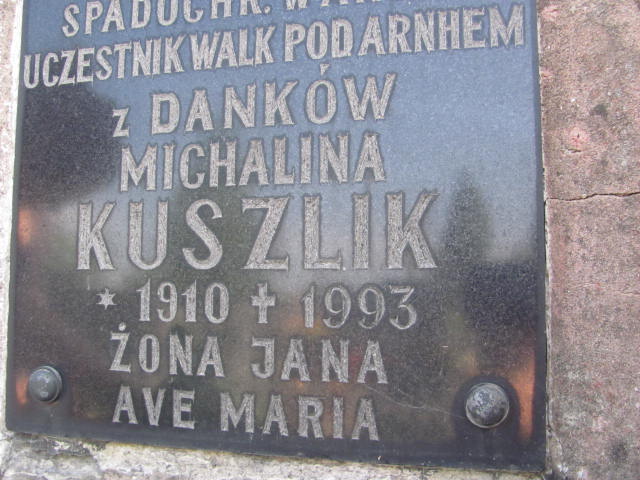 SPADOCHR. W
UCZESTNIK WALK POD ARNHEM
z DANKÓW
MICHALINA
KUSZLIK
* 1910 ✝ 1993
ŻONA JANA
AVE MARIA